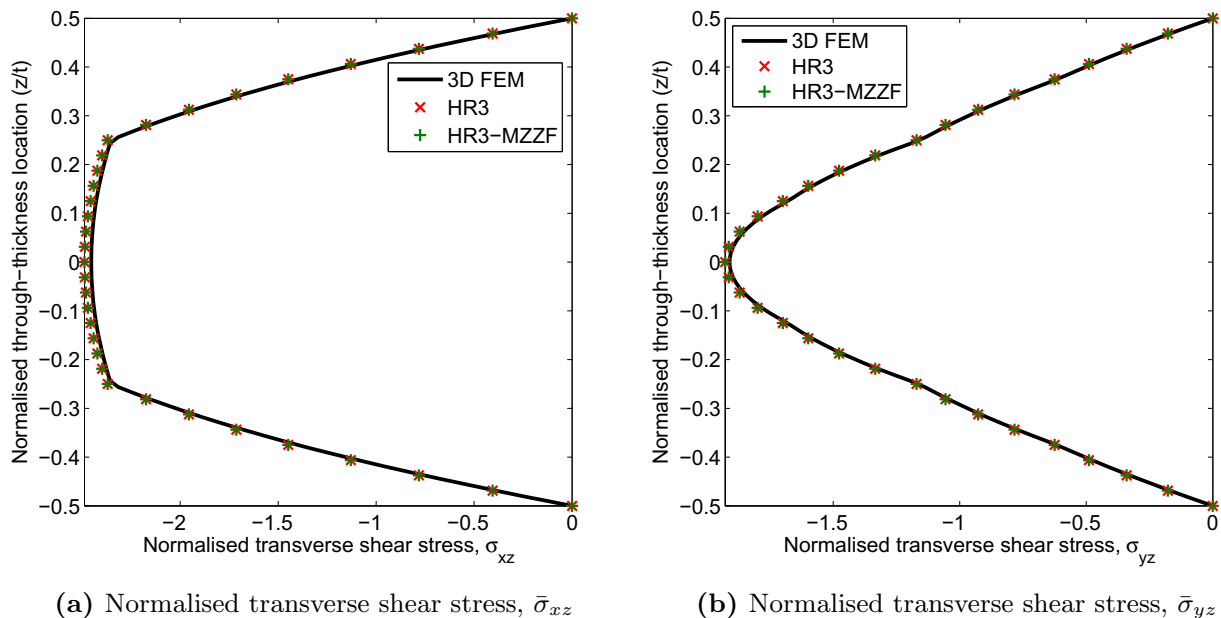 0.5
0.4
0.3
0.2
0.1
0
−0.1
−0.2
−0.3
−0.4
−0.5
Normalised through−thickness location (z/t)
3D FEM
HR3
HR3−MZZF
−2 −1.5 −1 −0.5 0
Normalised transverse shear stress, σxz
(a) Normalised transverse shear stress, σ̄xz
0.5
0.4
0.3
0.2
0.1
0
−0.1
−0.2
−0.3
−0.4
−0.5
Normalised through−thickness location (z/t)
3D FEM
HR3
HR3−MZZF
−1.5 −1 −0.5 0
Normalised transverse shear stress, σyz
(b) Normalised transverse shear stress, σ̄yz